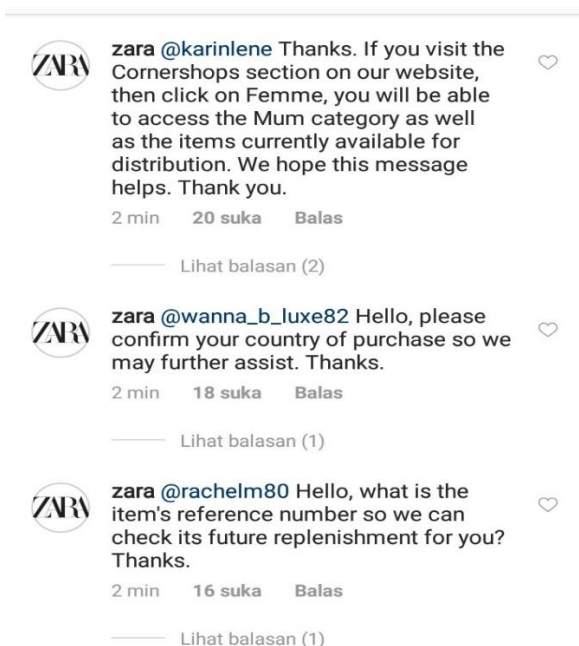 ZARA
zara @karinlene Thanks. If you visit the
Cornershops section on our website,
then click on Femme, you will be able
to access the Mum category as well
as the items currently available for
distribution. We hope this message
helps. Thank you.
2 min 20 suka Balas
Lihat balasan (2)
ZARA
zara @wanna_b_luxe82 Hello, please
confirm your country of purchase so we
may further assist. Thanks.
2 min 18 suka Balas
Lihat balasan (1)
ZARA
zara @rachelm80 Hello, what is the
item's reference number so we can
check its future replenishment for you?
Thanks.
2 min 16 suka Balas
Lihat balasan (1)